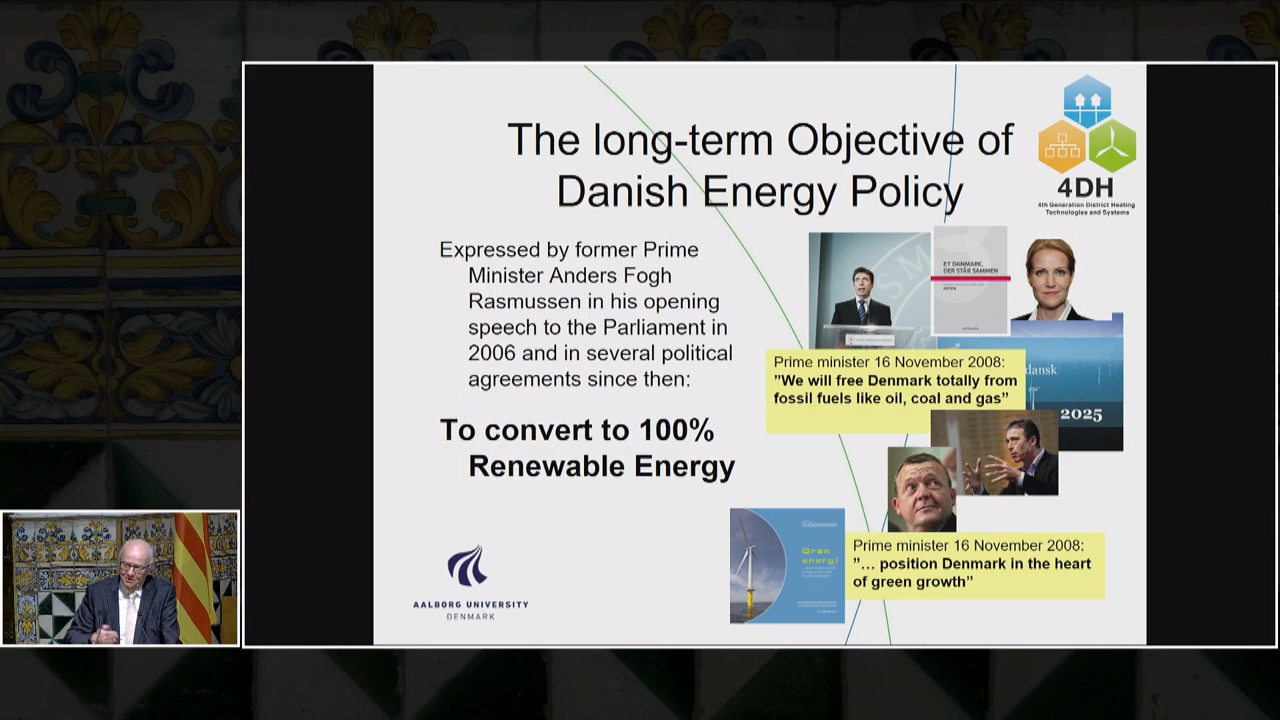 The long-term Objective of
Danish Energy Policy
4DH
4th Generation District Heating
Technologies and Systems
Expressed by former Prime
Minister Anders Fogh
Rasmussen in his opening
speech to the Parliament in
2006 and in several political
agreements since then:
To convert to 100%
Renewable Energy
ET DANMARK,
DER STÅR SAMMEN
Prime minister 16 November 2008:
”We will free Denmark totally from
fossil fuels like oil, coal and gas”
dansk
2025
Grøn
energi
Prime minister 16 November 2008:
”… position Denmark in the heart
of green growth”
AALBORG UNIVERSITY
DENMARK